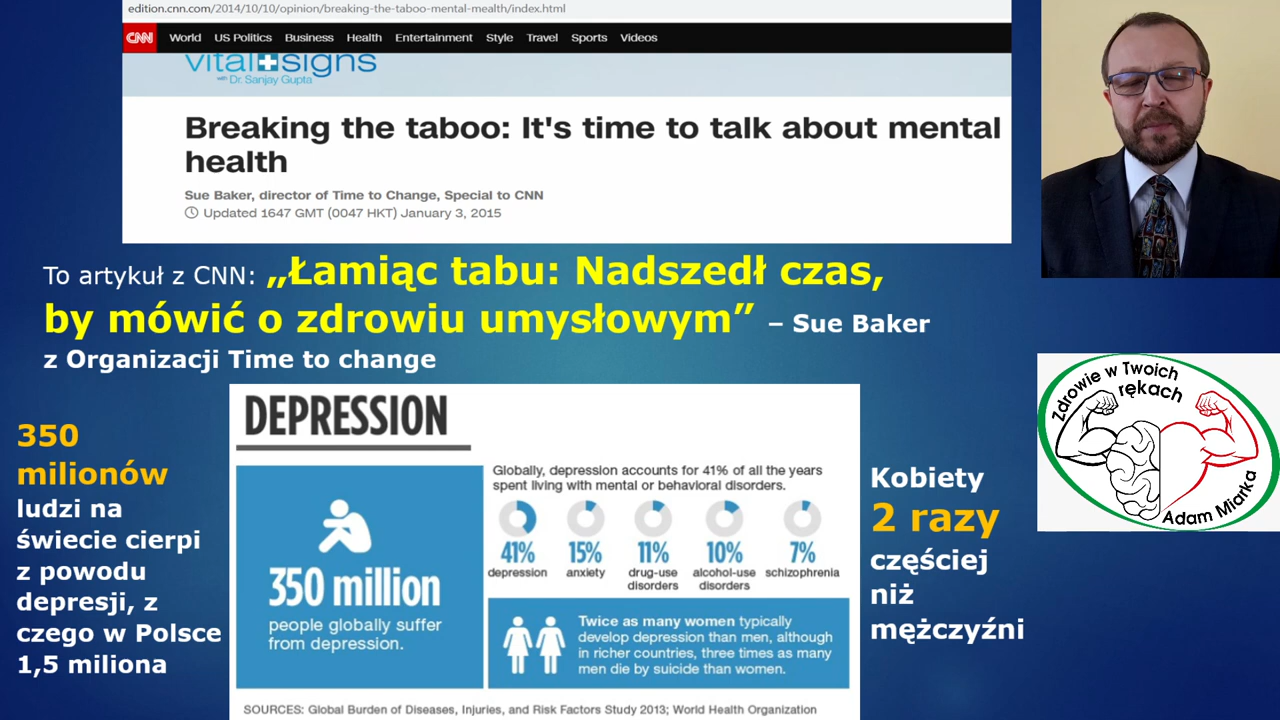 edition.cnn.com/2014/10/10/opinion/breaking-the-taboo-mental-mealth/index.html
CNN World US Politics Business Health Entertainment Style Travel Sports Videos
vital+signs
with Dr. Sanjay Gupta
Breaking the taboo: It's time to talk about mental
health
Sue Baker, director of Time to Change, Special to CNN
Updated 1647 GMT (0047 HKT) January 3, 2015
To artykuł z CNN: „Łamiąc tabu: Nadszedł czas,
by mówić o zdrowiu umysłowym” – Sue Baker
z Organizacji Time to change
350
milionów
ludzi na
świecie cierpi
z powodu
depresji, z
czego w Polsce
1,5 miliona
DEPRESSION
350 million
people globally suffer
from depression.
Globally, depression accounts for 41% of all the years
spent living with mental or behavioral disorders.
41% 15% 11% 10% 7%
depression anxiety drug-use alcohol-use schizophrenia
disorders disorders
Twice as many women typically
develop depression than men, although
in richer countries, three times as many
men die by suicide than women.
SOURCES: Global Burden of Diseases, Injuries, and Risk Factors Study 2013; World Health Organization
Kobiety
2 razy
częściej
niż
mężczyźni
Zdrowie w Twoich
rękach
Adam Miarka